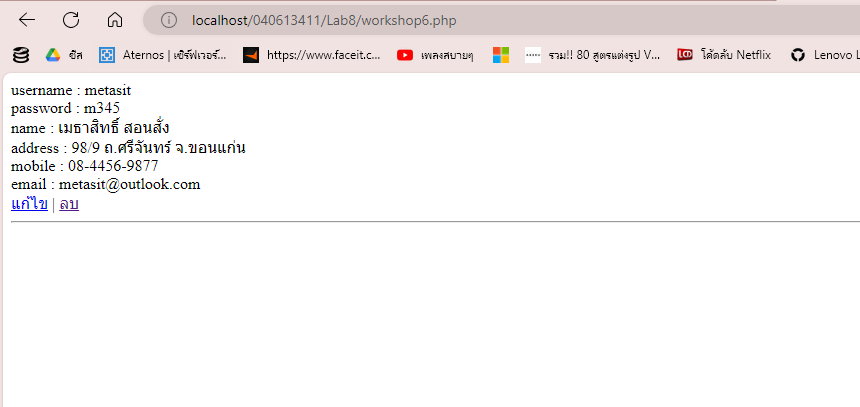 localhost/040613411/Lab8/workshop6.php
ชีส Aternos | เซิร์ฟเวอร์... https://www.faceit.c... เพลงสบายๆ รวม!! 80 สูตรแต่งรูป V... LCD โค้ดลับ Netflix Lenovo L
username : metasit
password : m345
name : เมธาสิทธิ์ สอนสั่ง
address : 98/9 ถ.ศรีจันทร์ จ.ขอนแก่น
mobile : 08-4456-9877
email : metasit@outlook.com
แก้ไข | ลบ